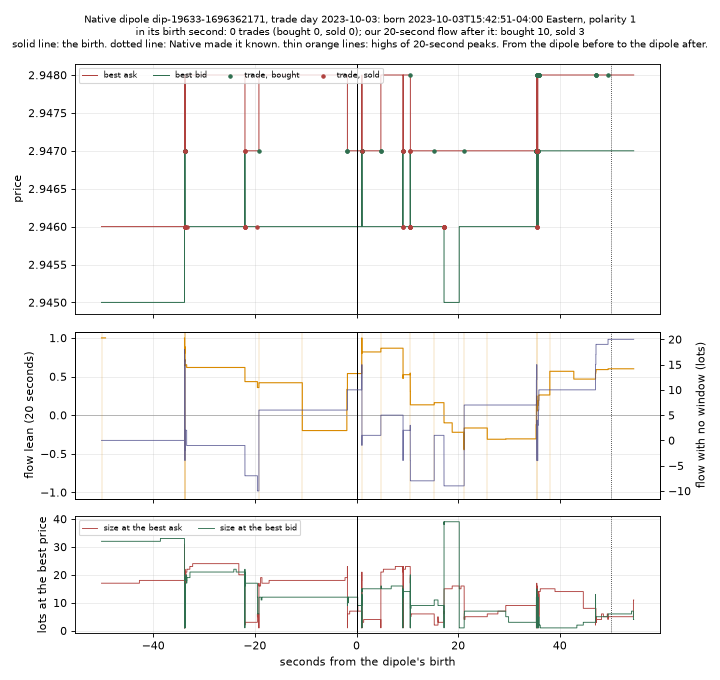 Native dipole dip-19633-1696362171, trade day 2023-10-03: born 2023-10-03T15:42:51-04:00 Eastern, polarity 1
in its birth second: 0 trades (bought 0, sold 0); our 20-second flow after it: bought 10, sold 3
solid line: the birth. dotted line: Native made it known. thin orange lines: highs of 20-second peaks. From the dipole before to the dipole after.
best ask
best bid
trade, bought
trade, sold
2.9480
2.9475
2.9470
2.9465
2.9460
2.9455
2.9450
price
1.0
0.5
0.0
−0.5
−1.0
flow lean (20 seconds)
20
15
10
5
0
−5
−10
flow with no window (lots)
size at the best ask
size at the best bid
40
30
20
10
0
lots at the best price
−40
−20
0
20
40
seconds from the dipole's birth